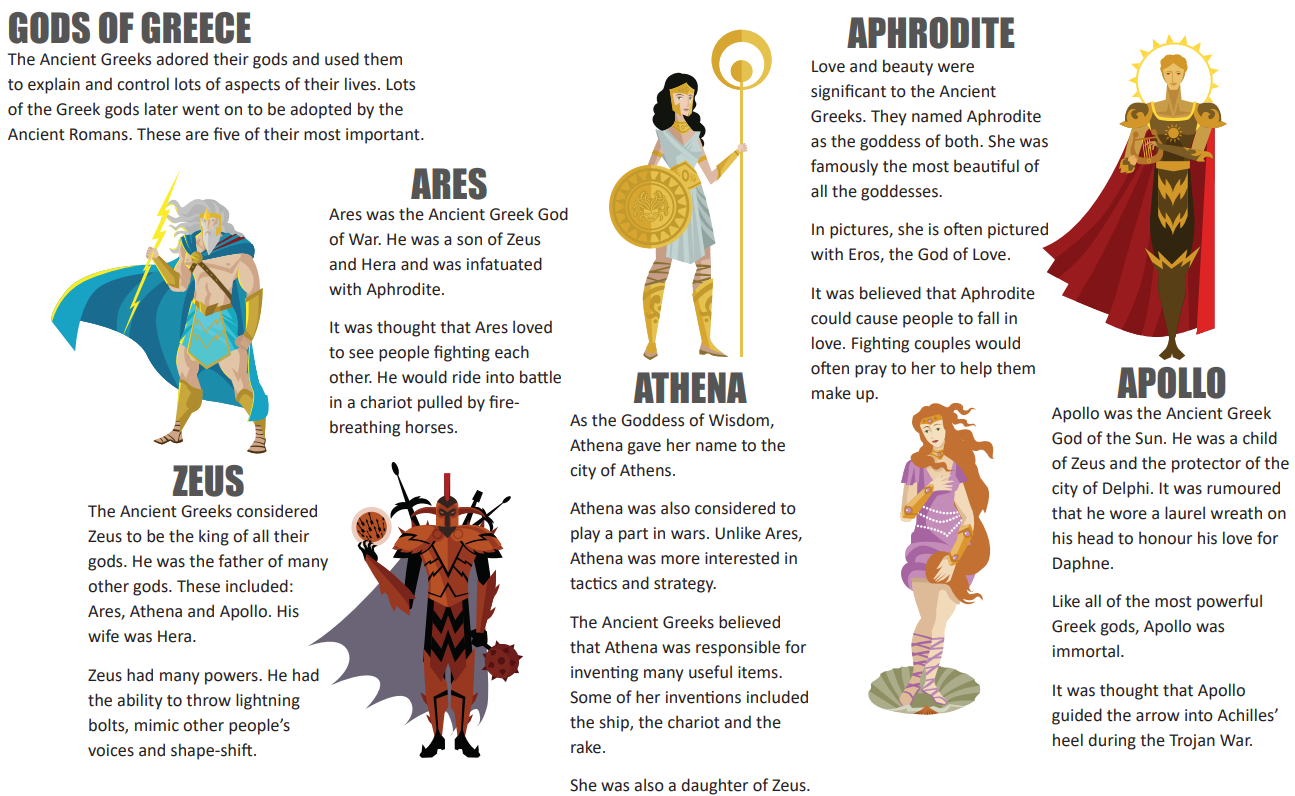 GODS OF GREECE
The Ancient Greeks adored their gods and used them
to explain and control lots of aspects of their lives. Lots
of the Greek gods later went on to be adopted by the
Ancient Romans. These are five of their most important.
ZEUS
The Ancient Greeks considered
Zeus to be the king of all their
gods. He was the father of many
other gods. These included:
Ares, Athena and Apollo. His
wife was Hera.
Zeus had many powers. He had
the ability to throw lightning
bolts, mimic other people’s
voices and shape-shift.
ARES
Ares was the Ancient Greek God
of War. He was a son of Zeus
and Hera and was infatuated
with Aphrodite.
It was thought that Ares loved
to see people fighting each
other. He would ride into battle
in a chariot pulled by fire-
breathing horses.
ATHENA
As the Goddess of Wisdom,
Athena gave her name to the
city of Athens.
Athena was also considered to
play a part in wars. Unlike Ares,
Athena was more interested in
tactics and strategy.
The Ancient Greeks believed
that Athena was responsible for
inventing many useful items.
Some of her inventions included
the ship, the chariot and the
rake.
She was also a daughter of Zeus.
APHRODITE
Love and beauty were
significant to the Ancient
Greeks. They named Aphrodite
as the goddess of both. She was
famously the most beautiful of
all the goddesses.
In pictures, she is often pictured
with Eros, the God of Love.
It was believed that Aphrodite
could cause people to fall in
love. Fighting couples would
often pray to her to help them
make up.
APOLLO
Apollo was the Ancient Greek
God of the Sun. He was a child
of Zeus and the protector of the
city of Delphi. It was rumoured
that he wore a laurel wreath on
his head to honour his love for
Daphne.
Like all of the most powerful
Greek gods, Apollo was
immortal.
It was thought that Apollo
guided the arrow into Achilles’
heel during the Trojan War.